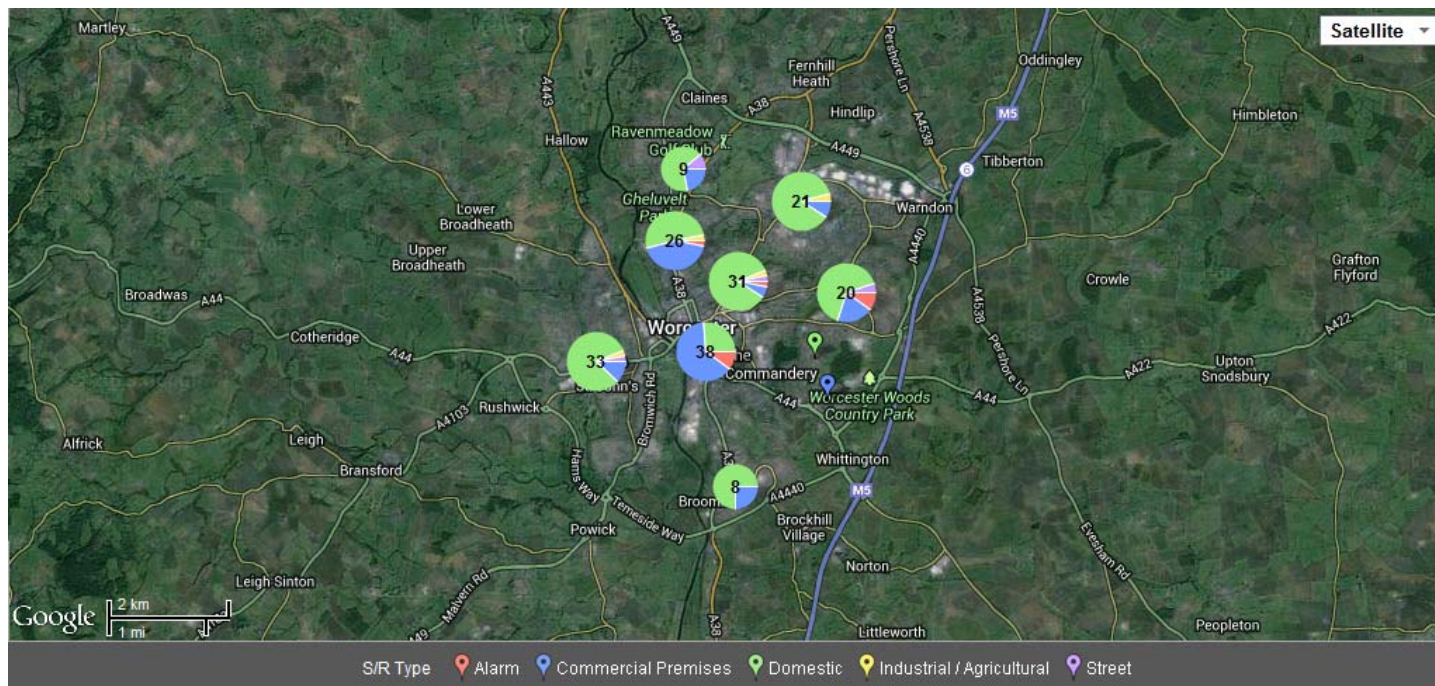 Martley
A449
Satellite
Fernhill
Heath
Pershore Ln
Oddingley
A443
Claines
A38
Hindlip
A4538
M5
Himbleton
Hallow
Ravenmeadow
Golf Club
A449
Tibberton
9
6
Gheluvelt
21
Lower
Broadheath
Warndon
26
Upper
Broadheath
A4440
Grafton
Flyford
31
20
Crowle
Broadwas
A44
A38
A4538
Cotheridge
A44
Worcester
38
33
Commandery
Pershore Ln
A422
A422
Upton
Snodsbury
Bromwich Rd
A44
Worcester Woods
Country Park
A44
Rushwick
A4103
Alfrick
Leigh
Bransford
Hams Way
Whittington
8
A4440
M5
Temeside Way
Powick
Brockhill
Village
Evesham Rd
Norton
Leigh Sinton
Malvern Rd
Google
2 km
1 mi
A38
Littleworth
Peopleton
S/R Type Alarm Commercial Premises Domestic Industrial / Agricultural Street